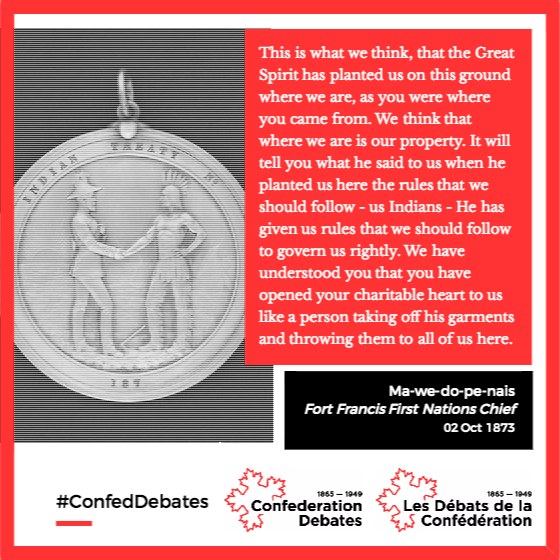 INDIAN TREATY No
187
This is what we think, that the Great
Spirit has planted us on this ground
where we are, as you were where
you came from. We think that
where we are is our property. It will
tell you what he said to us when he
planted us here the rules that we
should follow - us Indians - He has
given us rules that we should follow
to govern us rightly. We have
understood you that you have
opened your charitable heart to us
like a person taking off his garments
and throwing them to all of us here.
Ma-we-do-pe-nais
Fort Francis First Nations Chief
02 Oct 1873
#ConfedDebates
1865 — 1949
Confederation
Debates
1865 — 1949
Les Débats de la
Confédération